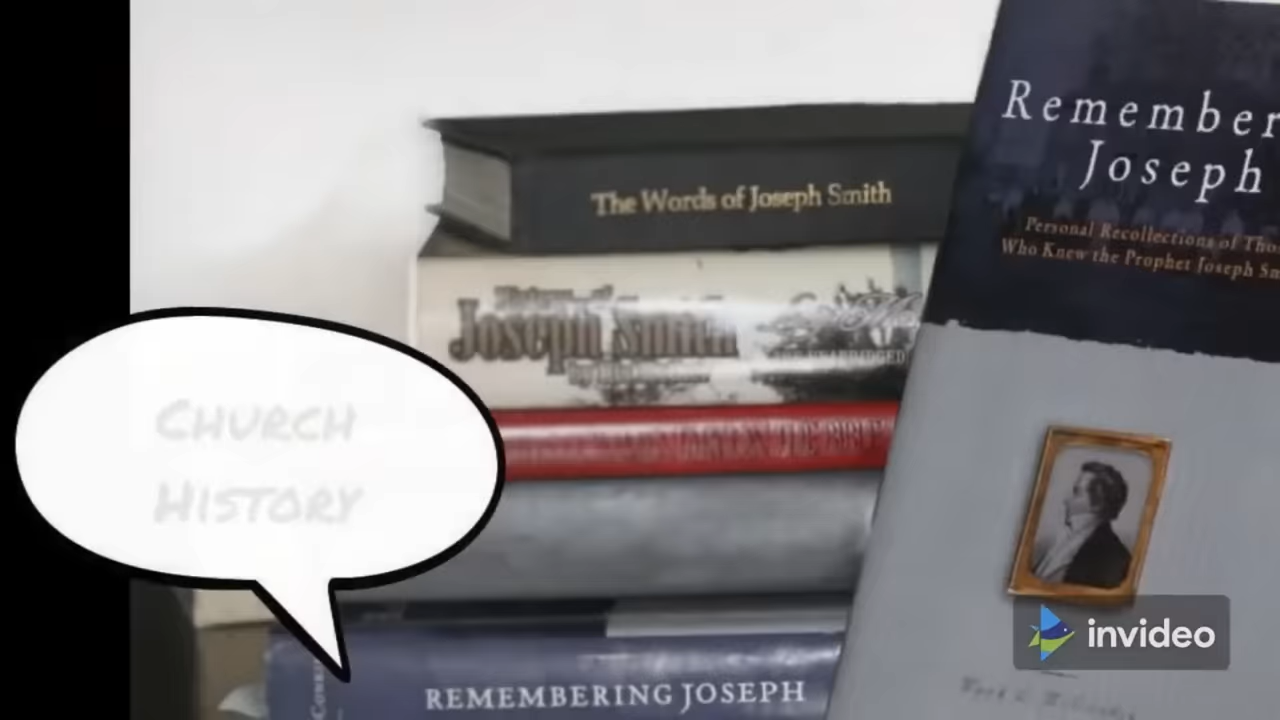 The Words of Joseph Smith
Joseph Smith
UNABRIDGED
REMEMBERING JOSEPH
Remember
Joseph
Personal Recollections of Tho
Who Knew the Prophet Joseph Sm
CHURCH
HISTORY
invideo